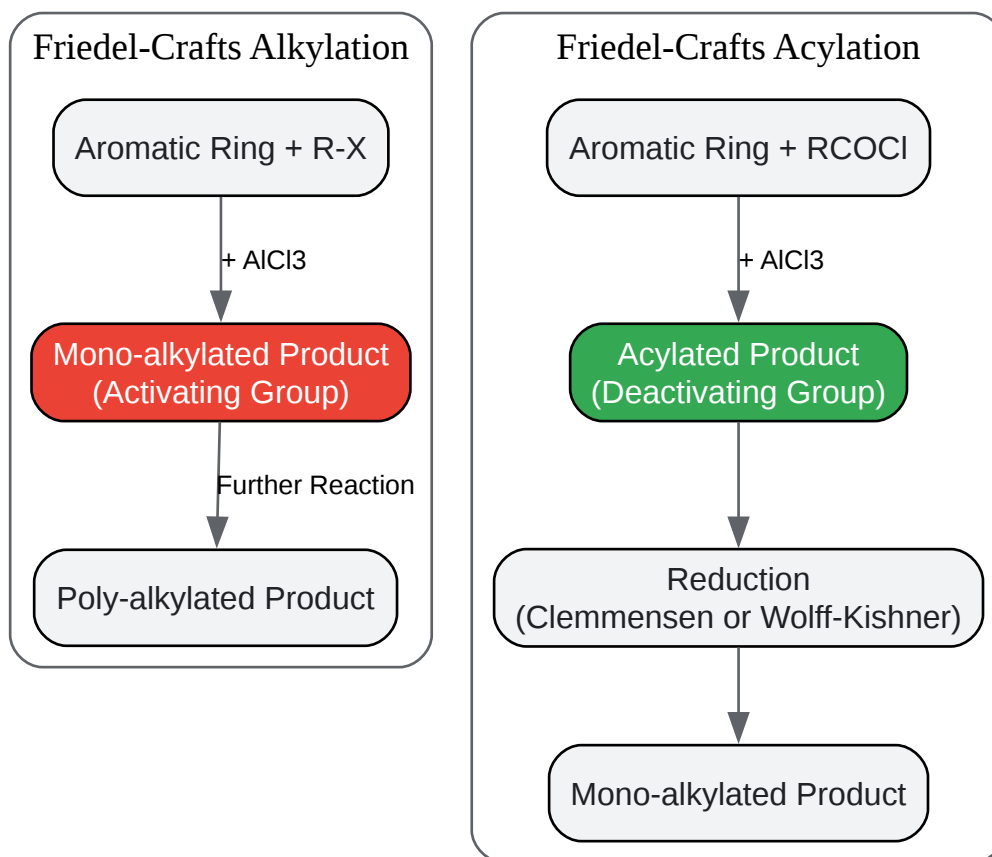 Friedel-Crafts Alkylation
Aromatic Ring + R-X
+ AlCl3
Mono-alkylated Product
(Activating Group)
Further Reaction
Poly-alkylated Product
Friedel-Crafts Acylation
Aromatic Ring + RCOCl
+ AlCl3
Acylated Product
(Deactivating Group)
Reduction
(Clemmensen or Wolff-Kishner)
Mono-alkylated Product